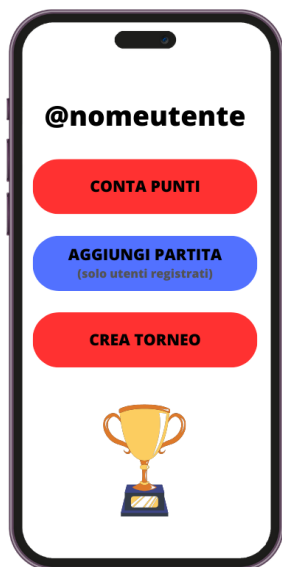 @nomeutente
CONTA PUNTI
AGGIUNGI PARTITA
(solo utenti registrati)
CREA TORNEO